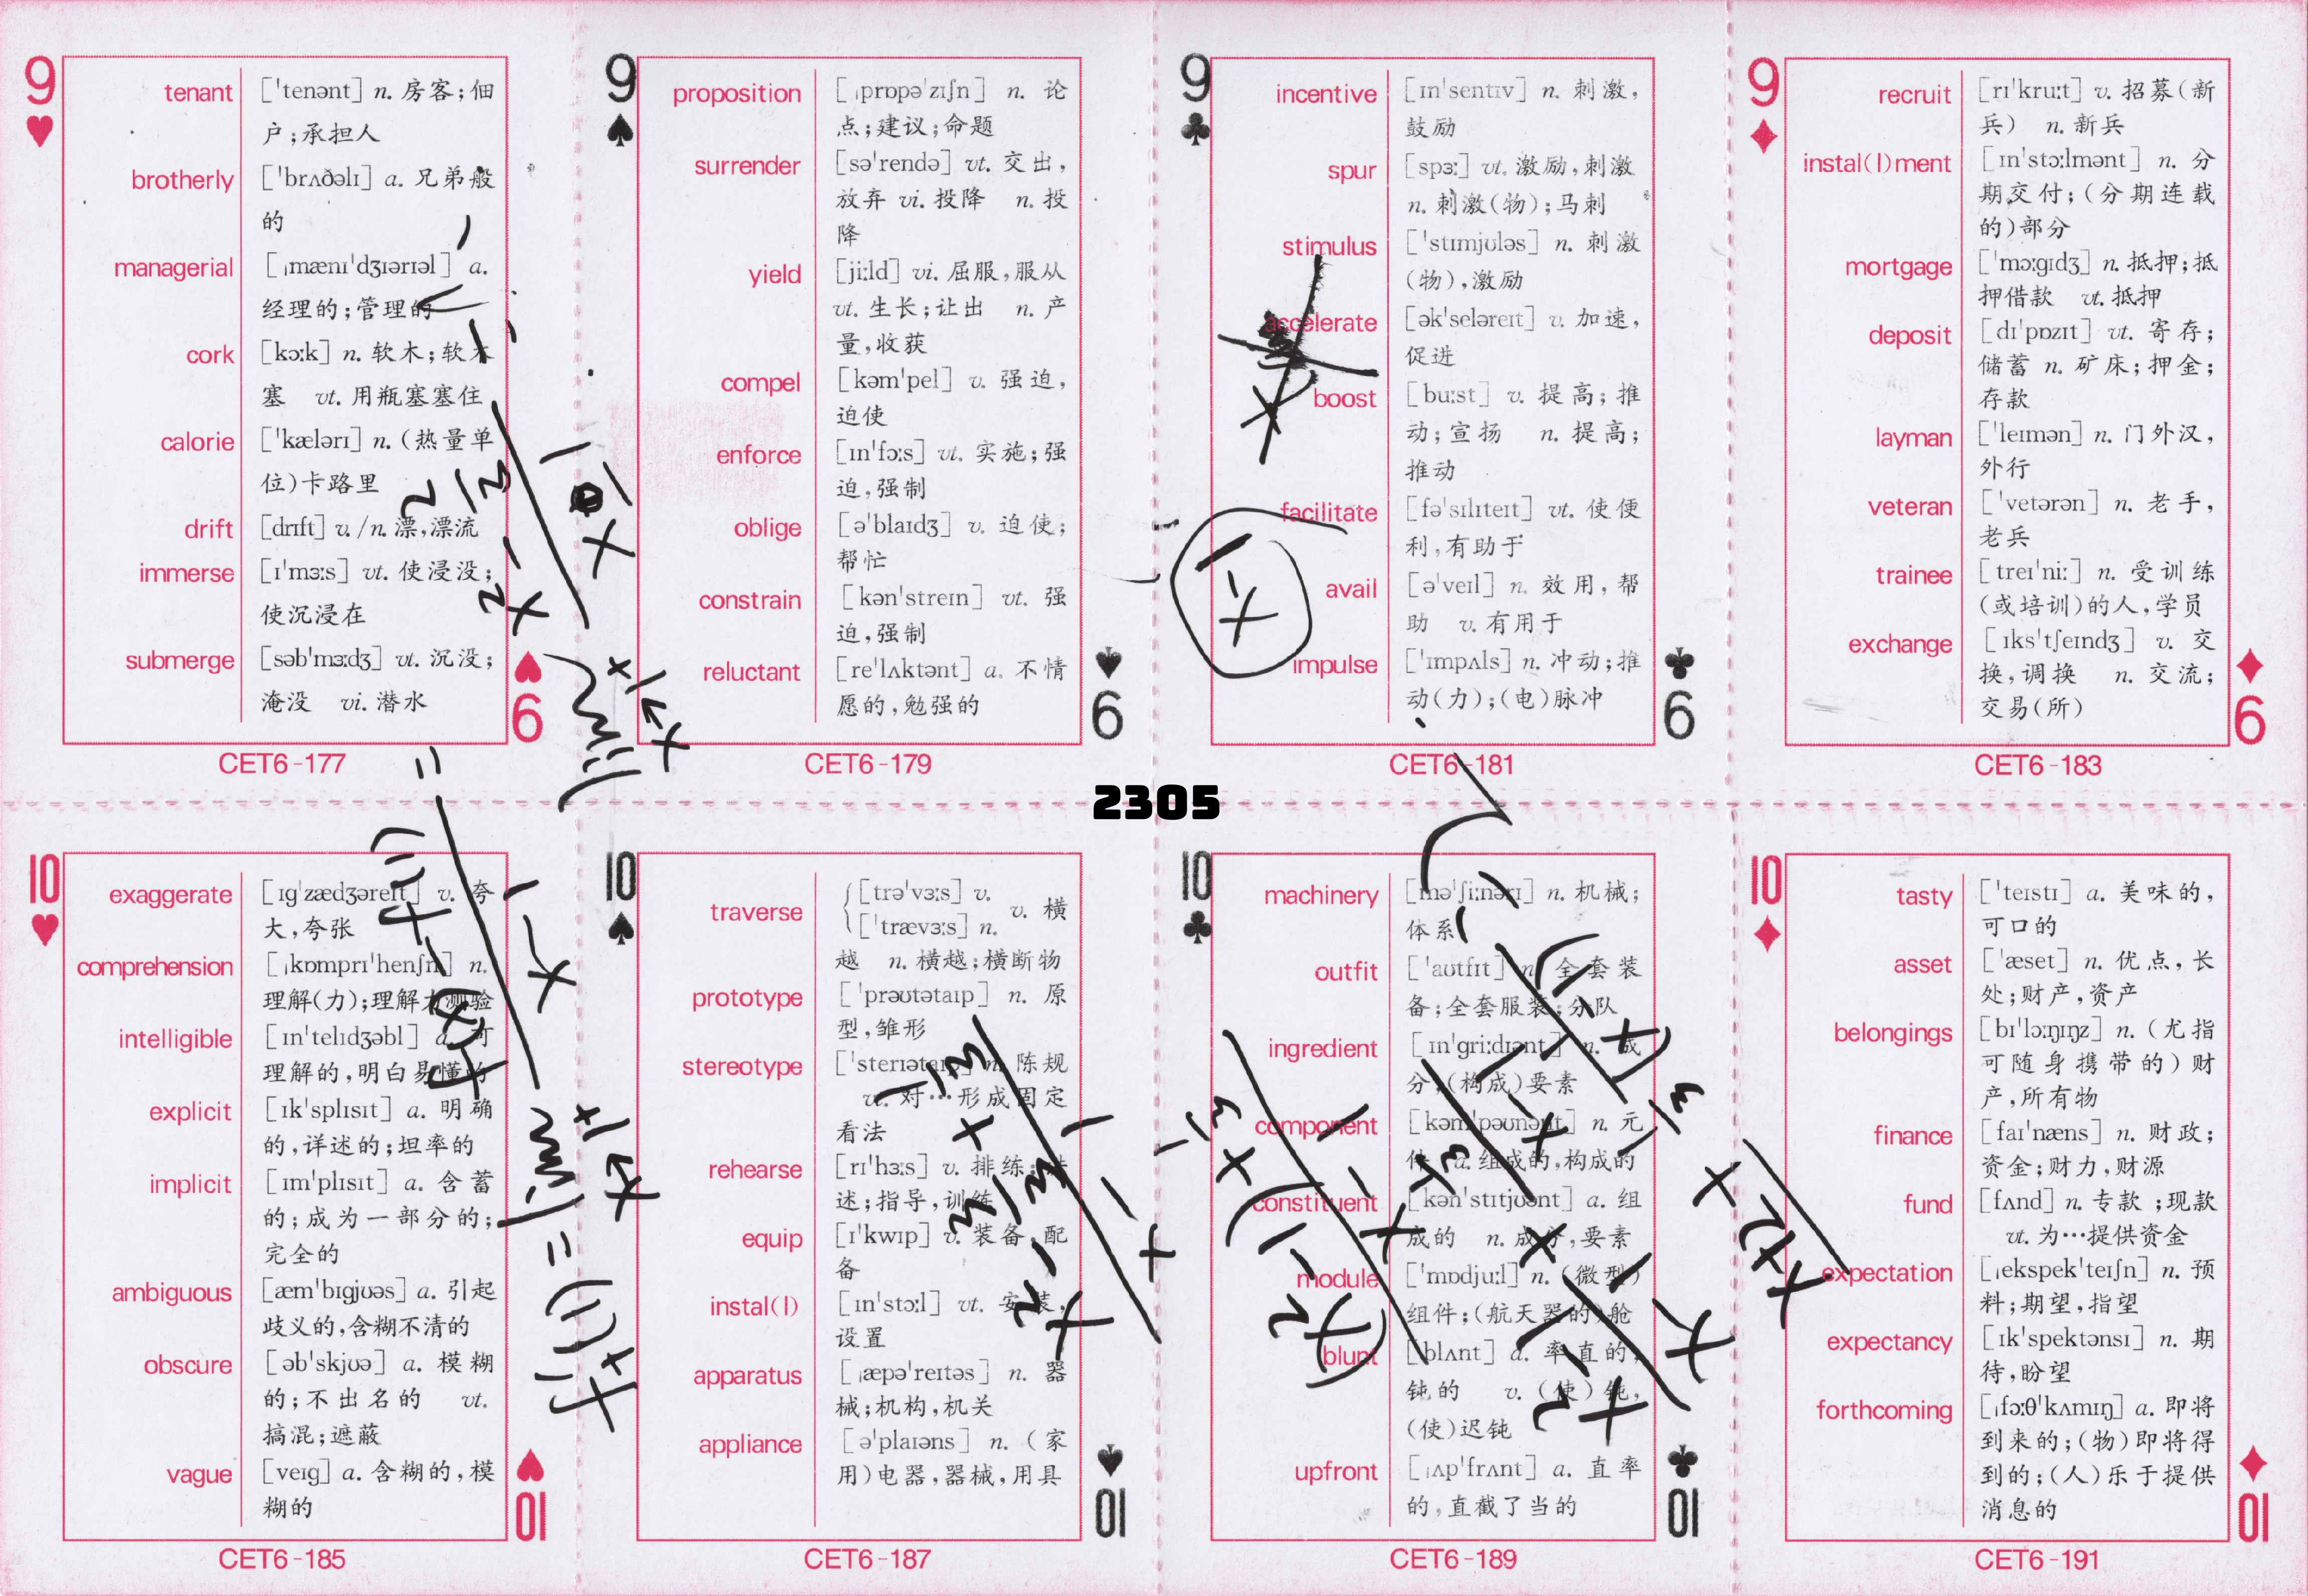 9
tenant ['tenənt] n. 房客;佃
户;承担人
brotherly ['brʌðəlɪ] a. 兄弟般
的
managerial [ˌmænɪ'dʒɪərɪəl] a.
经理的;管理的
cork [kɔːk] n. 软木;软木
塞 vt. 用瓶塞塞住
calorie ['kælərɪ] n. (热量单
位)卡路里
drift [drɪft] v./n. 漂,漂流
immerse [ɪ'mɜːs] vt. 使浸没;
使沉浸在
submerge [səb'mɜːdʒ] vt. 沉没;
淹没 vi. 潜水
9
CET6-177
9
proposition [ˌprɒpə'zɪʃn] n. 论
点;建议;命题
surrender [sə'rendə] vt. 交出,
放弃 vi. 投降 n. 投
降
yield [jiːld] vi. 屈服,服从
vt. 生长;让出 n. 产
量,收获
compel [kəm'pel] v. 强迫,
迫使
enforce [ɪn'fɔːs] vt. 实施;强
迫,强制
oblige [ə'blaɪdʒ] v. 迫使;
帮忙
constrain [kən'streɪn] vt. 强
迫,强制
reluctant [re'lʌktənt] a. 不情
愿的,勉强的
9
CET6-179
9
incentive [ɪn'sentɪv] n. 刺激,
鼓励
spur [spɜː] vt. 激励,刺激
n. 刺激(物);马刺
stimulus ['stɪmjʊləs] n. 刺激
(物),激励
accelerate [ək'seləreɪt] v. 加速,
促进
boost [buːst] v. 提高;推
动;宣扬 n. 提高;
推动
facilitate [fə'sɪlɪteɪt] vt. 使便
利,有助于
avail [ə'veɪl] n. 效用,帮
助 v. 有用于
impulse ['ɪmpʌls] n. 冲动;推
动(力);(电)脉冲
9
CET6-181
9
recruit [rɪ'kruːt] v. 招募(新
兵) n. 新兵
instal(l)ment [ɪn'stɔːlmənt] n. 分
期交付;(分期连载
的)部分
mortgage ['mɔːgɪdʒ] n. 抵押;抵
押借款 vt. 抵押
deposit [dɪ'pɒzɪt] vt. 寄存;
储蓄 n. 矿床;押金;
存款
layman ['leɪmən] n. 门外汉,
外行
veteran ['vetərən] n. 老手,
老兵
trainee [treɪ'niː] n. 受训练
(或培训)的人,学员
exchange [ɪks'tʃeɪndʒ] v. 交
换,调换 n. 交流;
交易(所)
9
CET6-183
2305
10
exaggerate [ɪg'zædʒəreɪt] v. 夸
大,夸张
comprehension [ˌkɒmprɪ'henʃn] n.
理解(力);理解力测验
intelligible [ɪn'telɪdʒəbl] a. 可
理解的,明白易懂的
explicit [ɪk'splɪsɪt] a. 明确
的,详述的;坦率的
implicit [ɪm'plɪsɪt] a. 含蓄
的;成为一部分的;
完全的
ambiguous [æm'bɪgjʊəs] a. 引起
歧义的,含糊不清的
obscure [əb'skjʊə] a. 模糊
的;不出名的 vt.
搞混;遮蔽
vague [veɪg] a. 含糊的,模
糊的
10
CET6-185
10
traverse [trə'vɜːs] v.
['trævɜːs] n. v. 横
越 n. 横越;横断物
prototype ['prəʊtətaɪp] n. 原
型,雏形
stereotype ['sterɪətaɪp] n. 陈规
vt. 对…形成固定
看法
rehearse [rɪ'hɜːs] v. 排练;
述;指导,训练
equip [ɪ'kwɪp] v. 装备,配
备
instal(l) [ɪn'stɔːl] vt. 安装,
设置
apparatus [ˌæpə'reɪtəs] n. 器
械;机构,机关
appliance [ə'plaɪəns] n. (家
用)电器,器械,用具
10
CET6-187
10
machinery [mə'ʃiːnərɪ] n. 机械;
体系
outfit ['aʊtfɪt] n. 全套装
备;全套服装;分队
ingredient [ɪn'griːdɪənt] n. 成
分,(构成)要素
component [kəm'pəʊnənt] n. 元
件 a. 组成的,构成的
constituent [kən'stɪtjʊənt] a. 组
成的 n. 成分,要素
module ['mɒdjuːl] n. (微型)
组件;(航天器的)舱
blunt [blʌnt] a. 率直的,
钝的 v. (使)钝,
(使)迟钝
upfront [ˌʌp'frʌnt] a. 直率
的,直截了当的
10
CET6-189
10
tasty ['teɪstɪ] a. 美味的,
可口的
asset ['æset] n. 优点,长
处;财产,资产
belongings [bɪ'lɔːŋɪŋz] n. (尤指
可随身携带的)财
产,所有物
finance [faɪ'næns] n. 财政;
资金;财力,财源
fund [fʌnd] n. 专款;现款
vt. 为…提供资金
expectation [ˌekspek'teɪʃn] n. 预
料;期望,指望
expectancy [ɪk'spektənsɪ] n. 期
待,盼望
forthcoming [ˌfɔːθ'kʌmɪŋ] a. 即将
到来的;(物)即将得
到的;(人)乐于提供
消息的
10
CET6-191